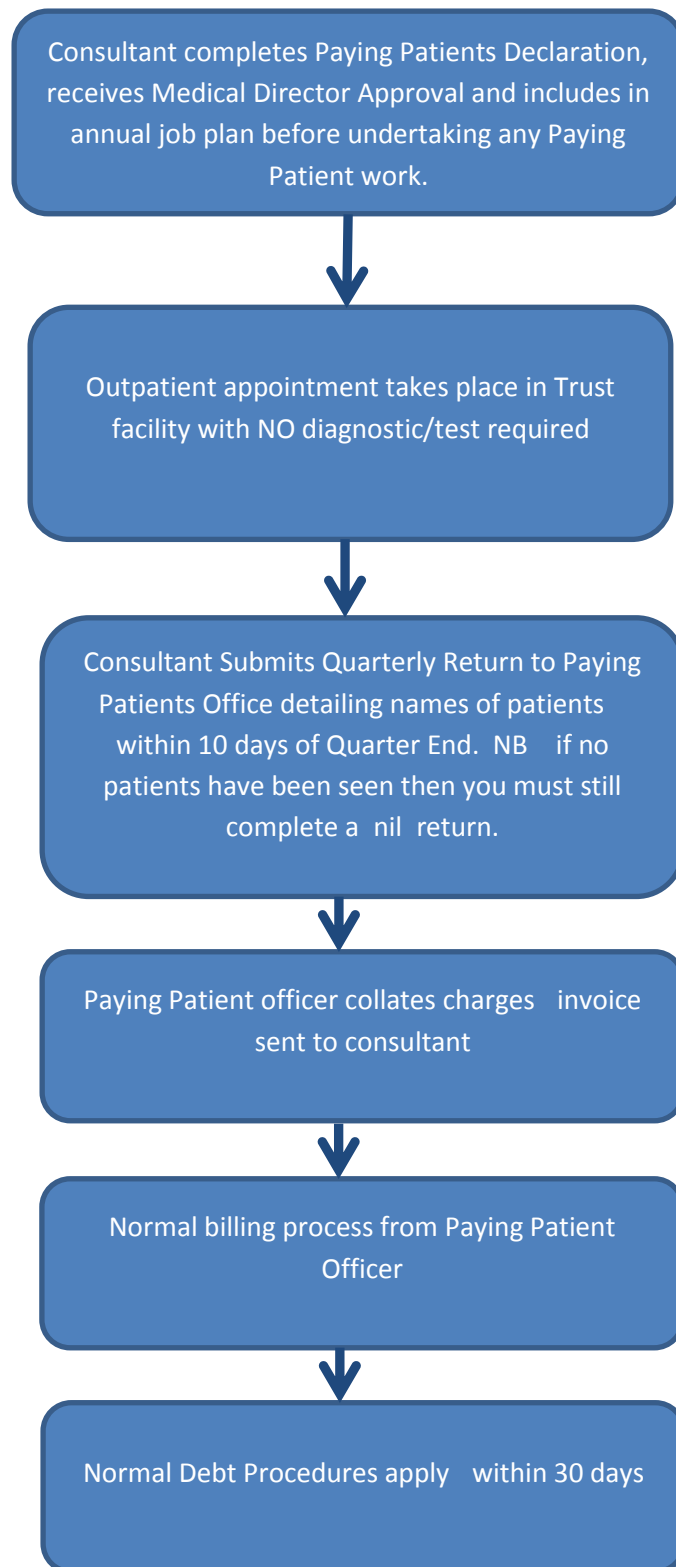 Consultant completes Paying Patients Declaration,
receives Medical Director Approval and includes in
annual job plan before undertaking any Paying
Patient work.
Outpatient appointment takes place in Trust
facility with NO diagnostic/test required
Consultant Submits Quarterly Return to Paying
Patients Office detailing names of patients
within 10 days of Quarter End. NB if no
patients have been seen then you must still
complete a nil return.
Paying Patient officer collates charges invoice
sent to consultant
Normal billing process from Paying Patient
Officer
Normal Debt Procedures apply within 30 days